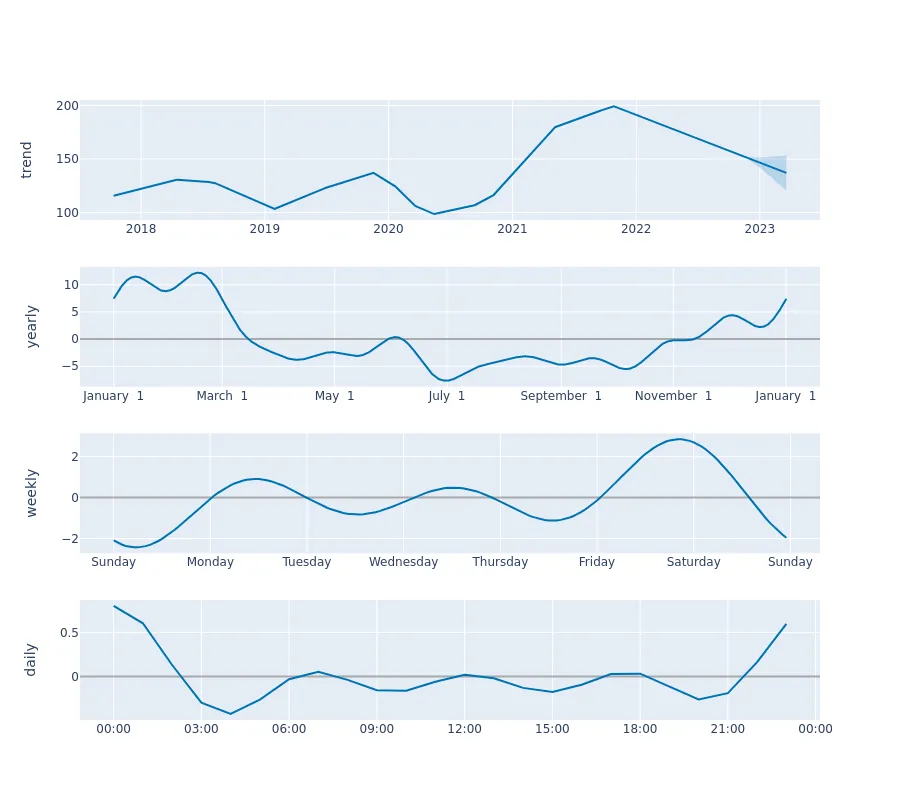 trend
200
150
100
2018 2019 2020 2021 2022 2023
yearly
10
5
0
−5
January 1 March 1 May 1 July 1 September 1 November 1 January 1
weekly
2
0
−2
Sunday Monday Tuesday Wednesday Thursday Friday Saturday Sunday
daily
0.5
0
00:00 03:00 06:00 09:00 12:00 15:00 18:00 21:00 00:00